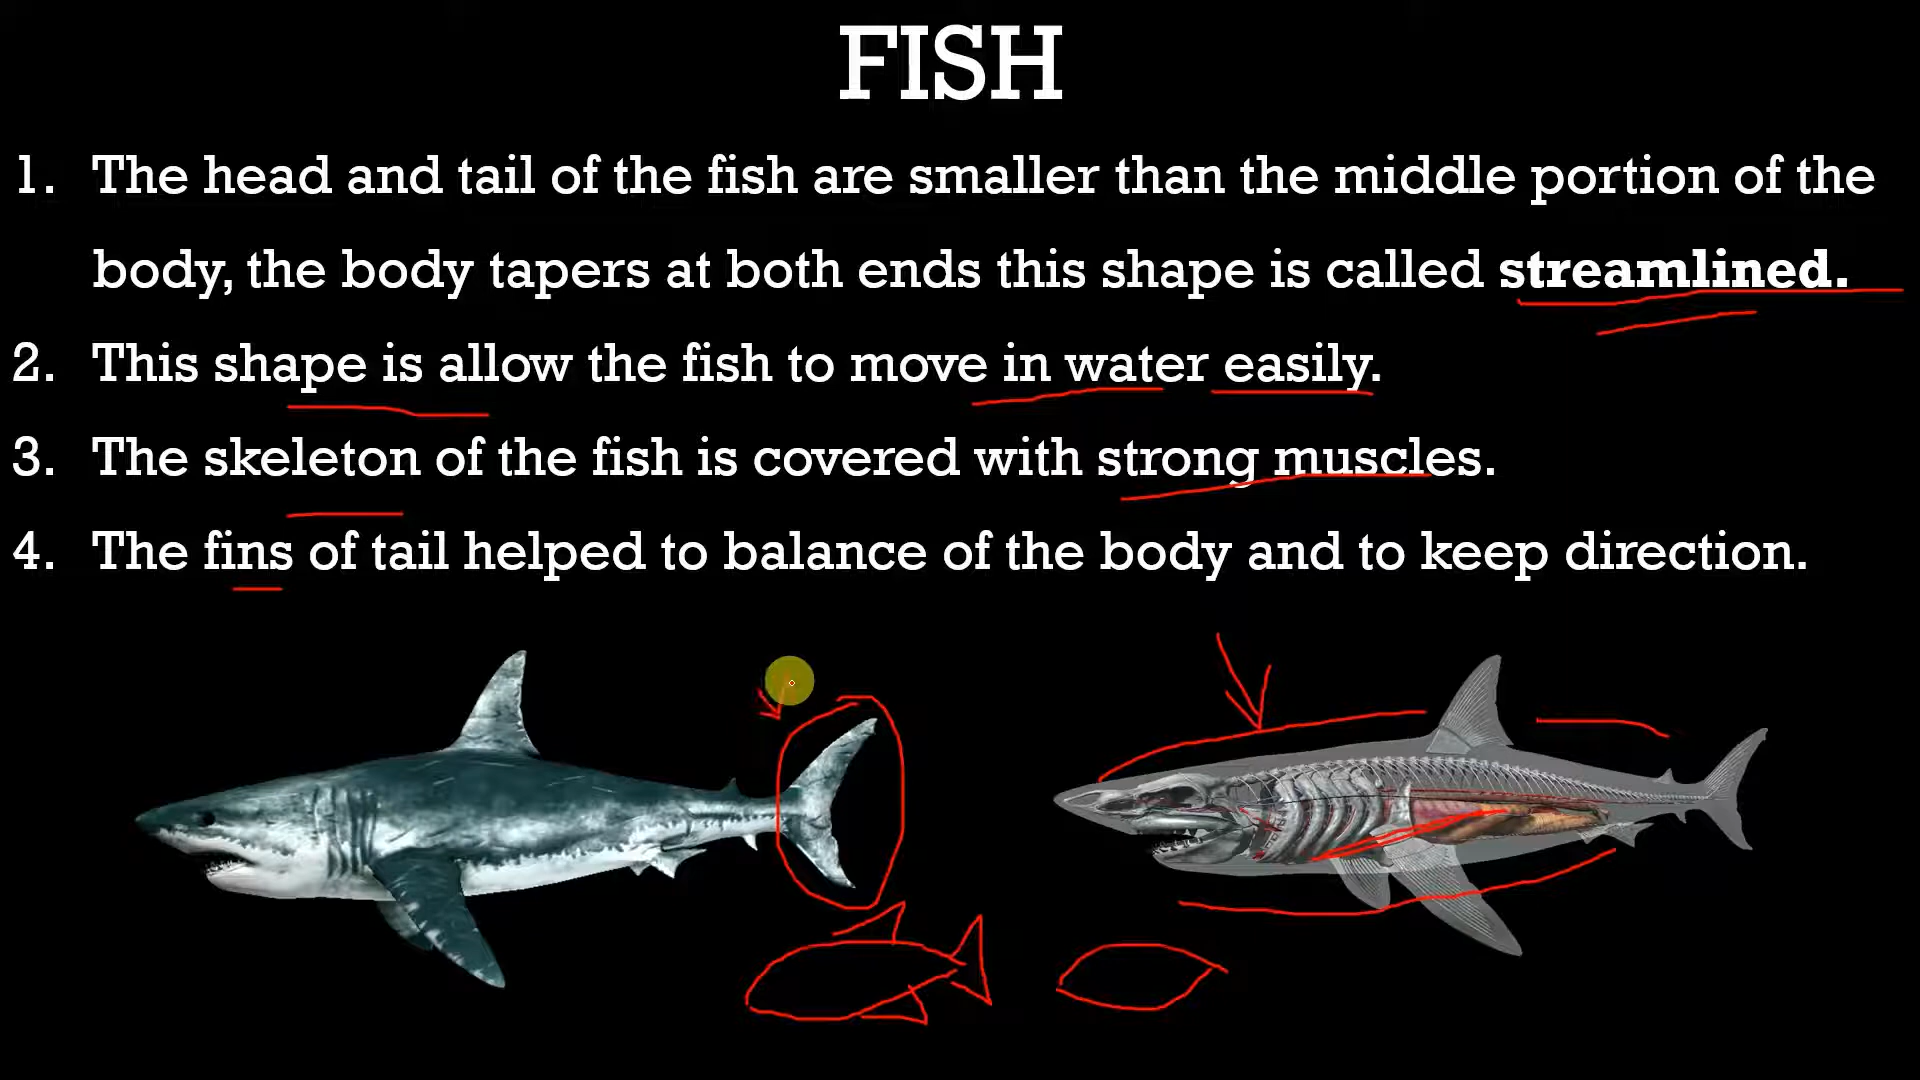 FISH
1. The head and tail of the fish are smaller than the middle portion of the
body, the body tapers at both ends this shape is called streamlined.
2. This shape is allow the fish to move in water easily.
3. The skeleton of the fish is covered with strong muscles.
4. The fins of tail helped to balance of the body and to keep direction.